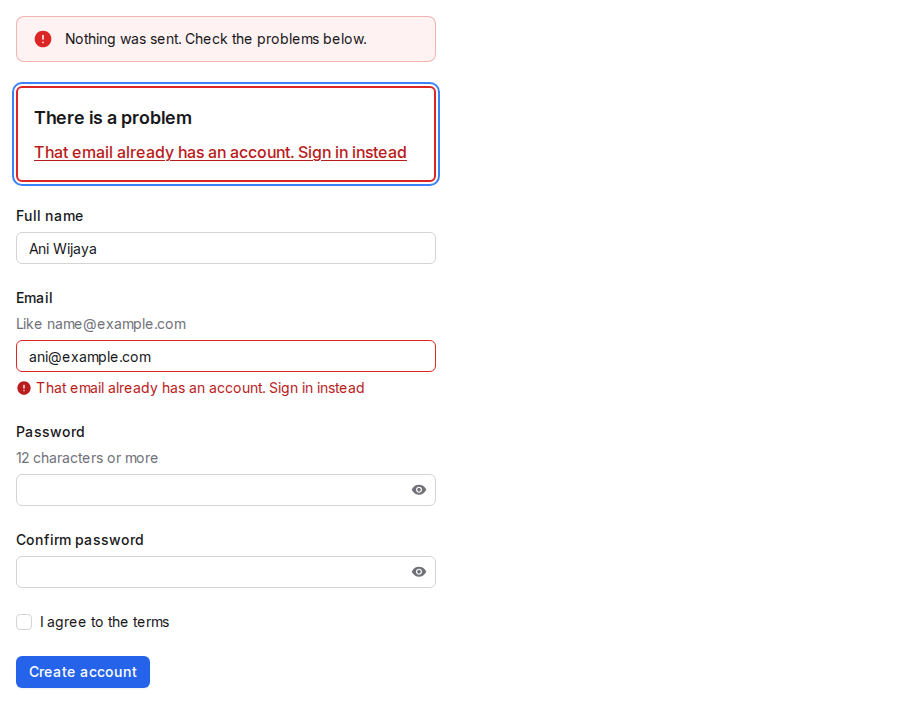 Nothing was sent. Check the problems below.
There is a problem
That email already has an account. Sign in instead
Full name
Ani Wijaya
Email
Like name@example.com
ani@example.com
That email already has an account. Sign in instead
Password
12 characters or more
Confirm password
I agree to the terms
Create account